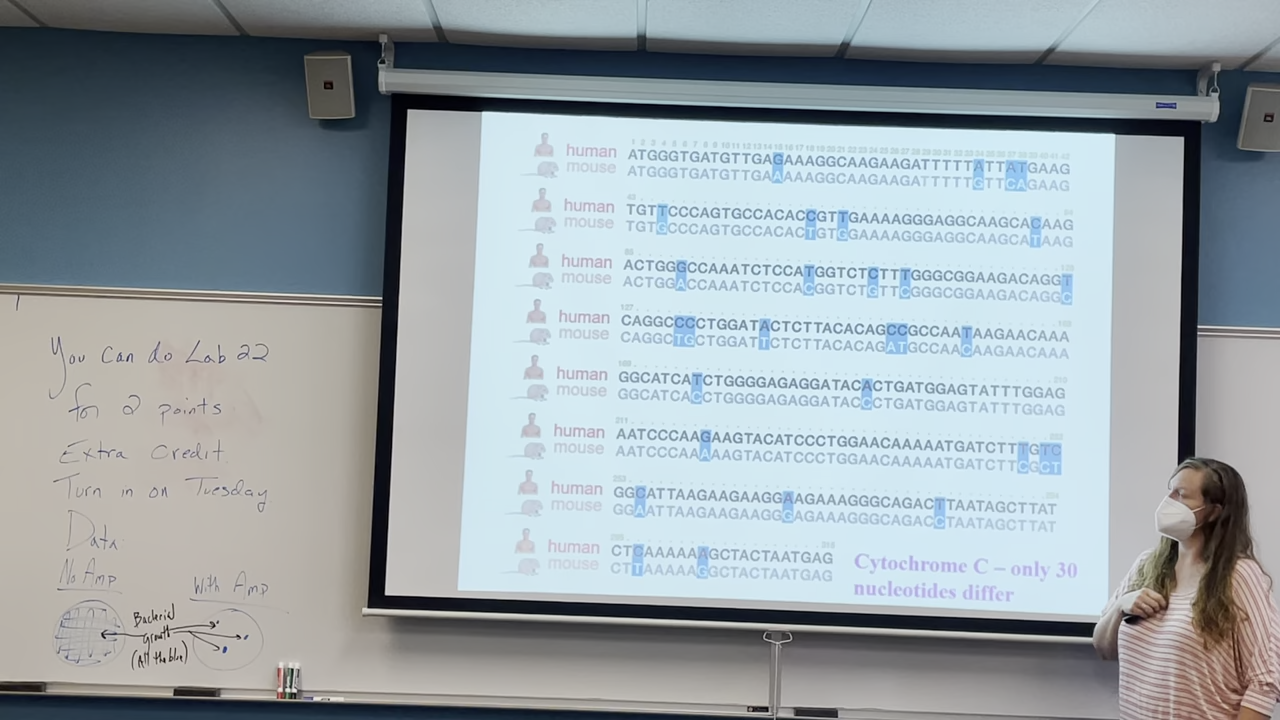 human ATGGGTGATGTTGAGAAAGGCAAGAAGATTTTTATTATGAAG
mouse ATGGGTGATGTTGAAAAAGGCAAGAAGATTTTTGTTCAGAAG
human TGTTCCCAGTGCCACACCGTTGAAAAGGGAGGCAAGCACAAG
mouse TGTGCCCAGTGCCACACTGTGGAAAAGGGAGGCAAGCATAAG
human ACTGGGCCAAATCTCCATGGTCTCTTTGGGCGGAAGACAGGT
mouse ACTGGACCAAATCTCCACGGTCTGTTCGGGCGGAAGACAGGC
human CAGGCCCCTGGATACTCTTACACAGCCGCCAATAAGAACAAA
mouse CAGGCTGCTGGATTCTCTTACACAGATGCCAACAAGAACAAA
human GGCATCATCTGGGGAGAGGATACACTGATGGAGTATTTGGAG
mouse GGCATCACCTGGGGAGAGGATACCCTGATGGAGTATTTGGAG
human AATCCCAAGAAGTACATCCCTGGAACAAAAATGATCTTTGTC
mouse AATCCCAAAAAGTACATCCCTGGAACAAAAATGATCTTCGCT
human GGCATTAAGAAGAAGGAAGAAAGGGCAGACTTAATAGCTTAT
mouse GGAATTAAGAAGAAGGGAGAAAGGGCAGACCTAATAGCTTAT
human CTCAAAAAAGCTACTAATGAG
mouse CTTAAAAAGGCTACTAATGAG
Cytochrome C – only 30
nucleotides differ
You can do Lab 22
for 2 points
Extra Credit
Turn in on Tuesday
Data
No Amp With Amp
Bacterial
growth
(All the blue)